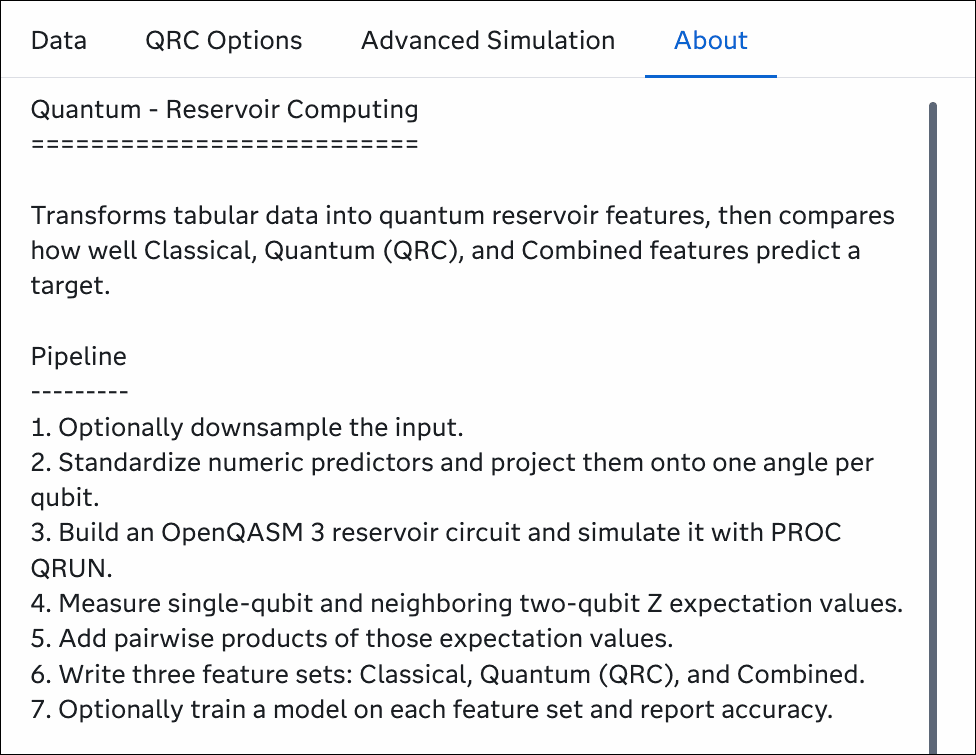 Data QRC Options Advanced Simulation About
Quantum - Reservoir Computing
==========================
Transforms tabular data into quantum reservoir features, then compares
how well Classical, Quantum (QRC), and Combined features predict a
target.
Pipeline
---------
1. Optionally downsample the input.
2. Standardize numeric predictors and project them onto one angle per
qubit.
3. Build an OpenQASM 3 reservoir circuit and simulate it with PROC
QRUN.
4. Measure single-qubit and neighboring two-qubit Z expectation values.
5. Add pairwise products of those expectation values.
6. Write three feature sets: Classical, Quantum (QRC), and Combined.
7. Optionally train a model on each feature set and report accuracy.